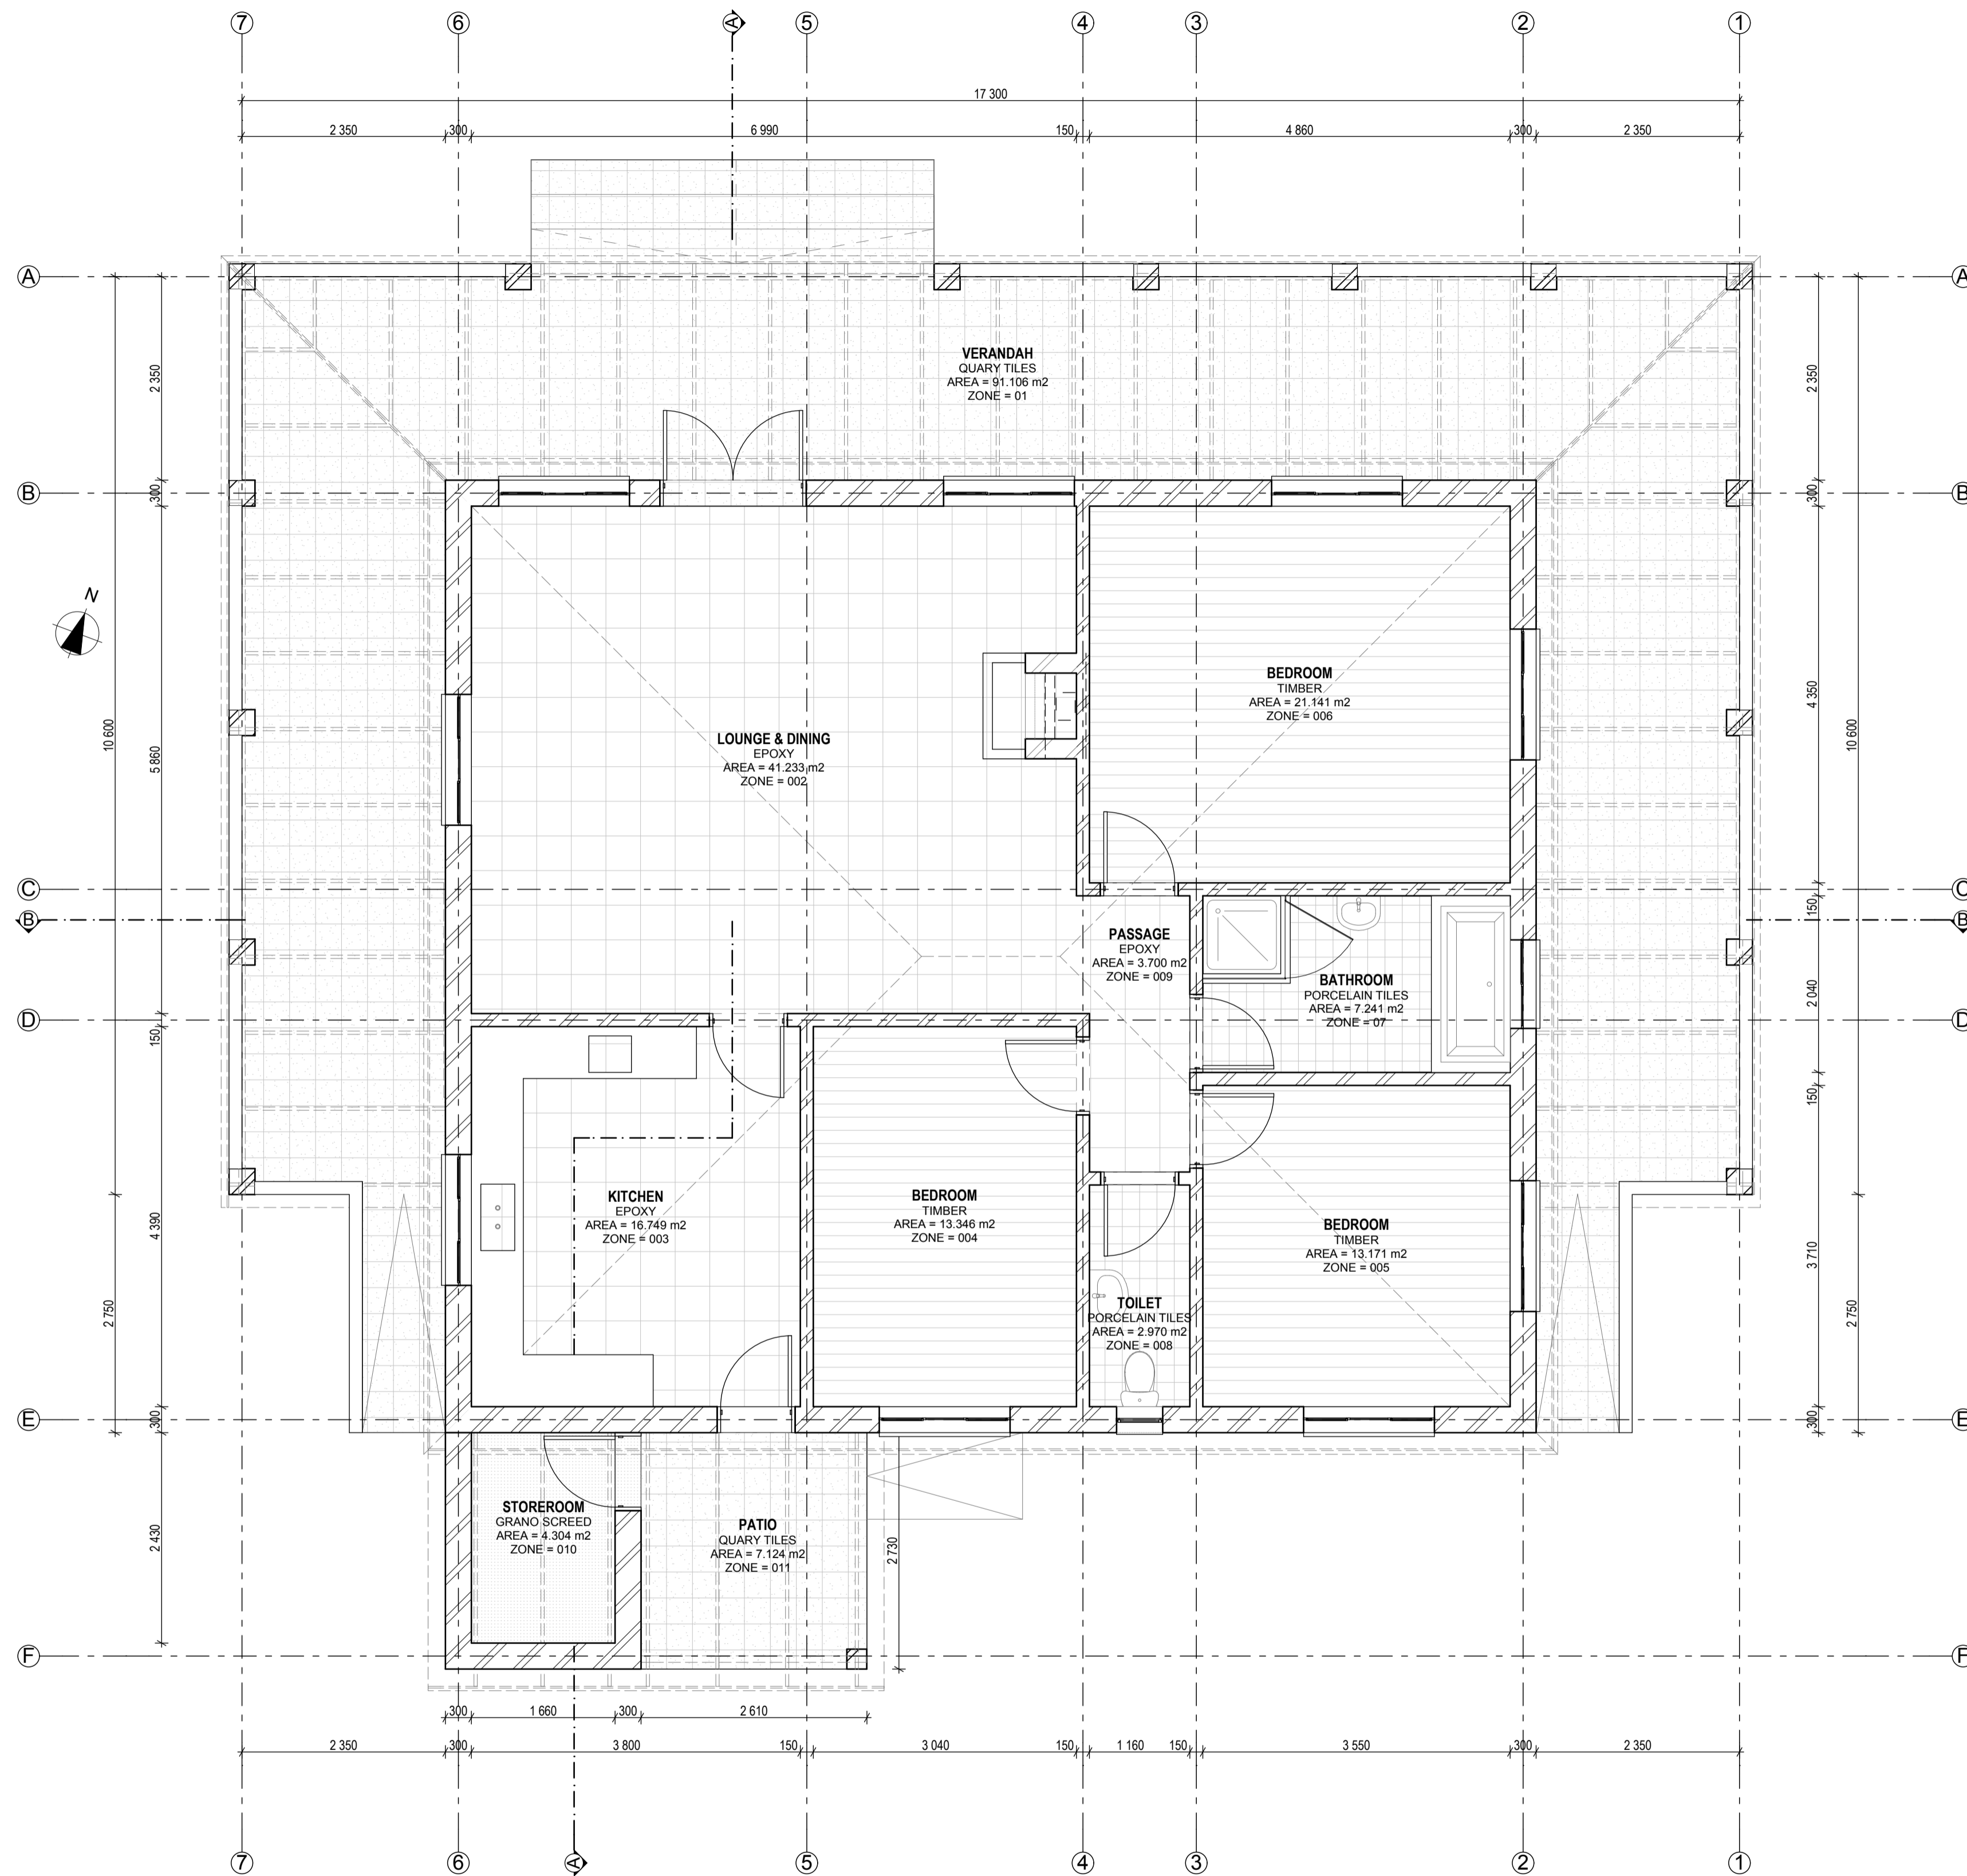 7 6 A 5 4 3 2 1
17 300
2 350 300 6 990 150 4 860 300 2 350
A A
VERANDAH
QUARY TILES
AREA = 91.106 m2
ZONE = 01
2 350 2 350
B B
300 300
N
BEDROOM
TIMBER
AREA = 21.141 m2
ZONE = 006
4 350
LOUNGE & DINING
EPOXY
AREA = 41.233 m2
ZONE = 002
10 600 5 860 10 600
C C
150
B B
PASSAGE
EPOXY
AREA = 3.700 m2
ZONE = 009
BATHROOM
PORCELAIN TILES
AREA = 7.241 m2
ZONE = 07
2 040
D D
150 150
KITCHEN
EPOXY
AREA = 16.749 m2
ZONE = 003
BEDROOM
TIMBER
AREA = 13.346 m2
ZONE = 004
BEDROOM
TIMBER
AREA = 13.171 m2
ZONE = 005
4 390 3 710
TOILET
PORCELAIN TILES
AREA = 2.970 m2
ZONE = 008
2 750 2 750
E E
300 300
STOREROOM
GRANO SCREED
AREA = 4.304 m2
ZONE = 010
PATIO
QUARY TILES
AREA = 7.124 m2
ZONE = 011
2 430 2 730
F F
300 1 660 300 2 610
2 350 300 3 800 150 3 040 150 1 160 150 3 550 300 2 350
7 6 A 5 4 3 2 1